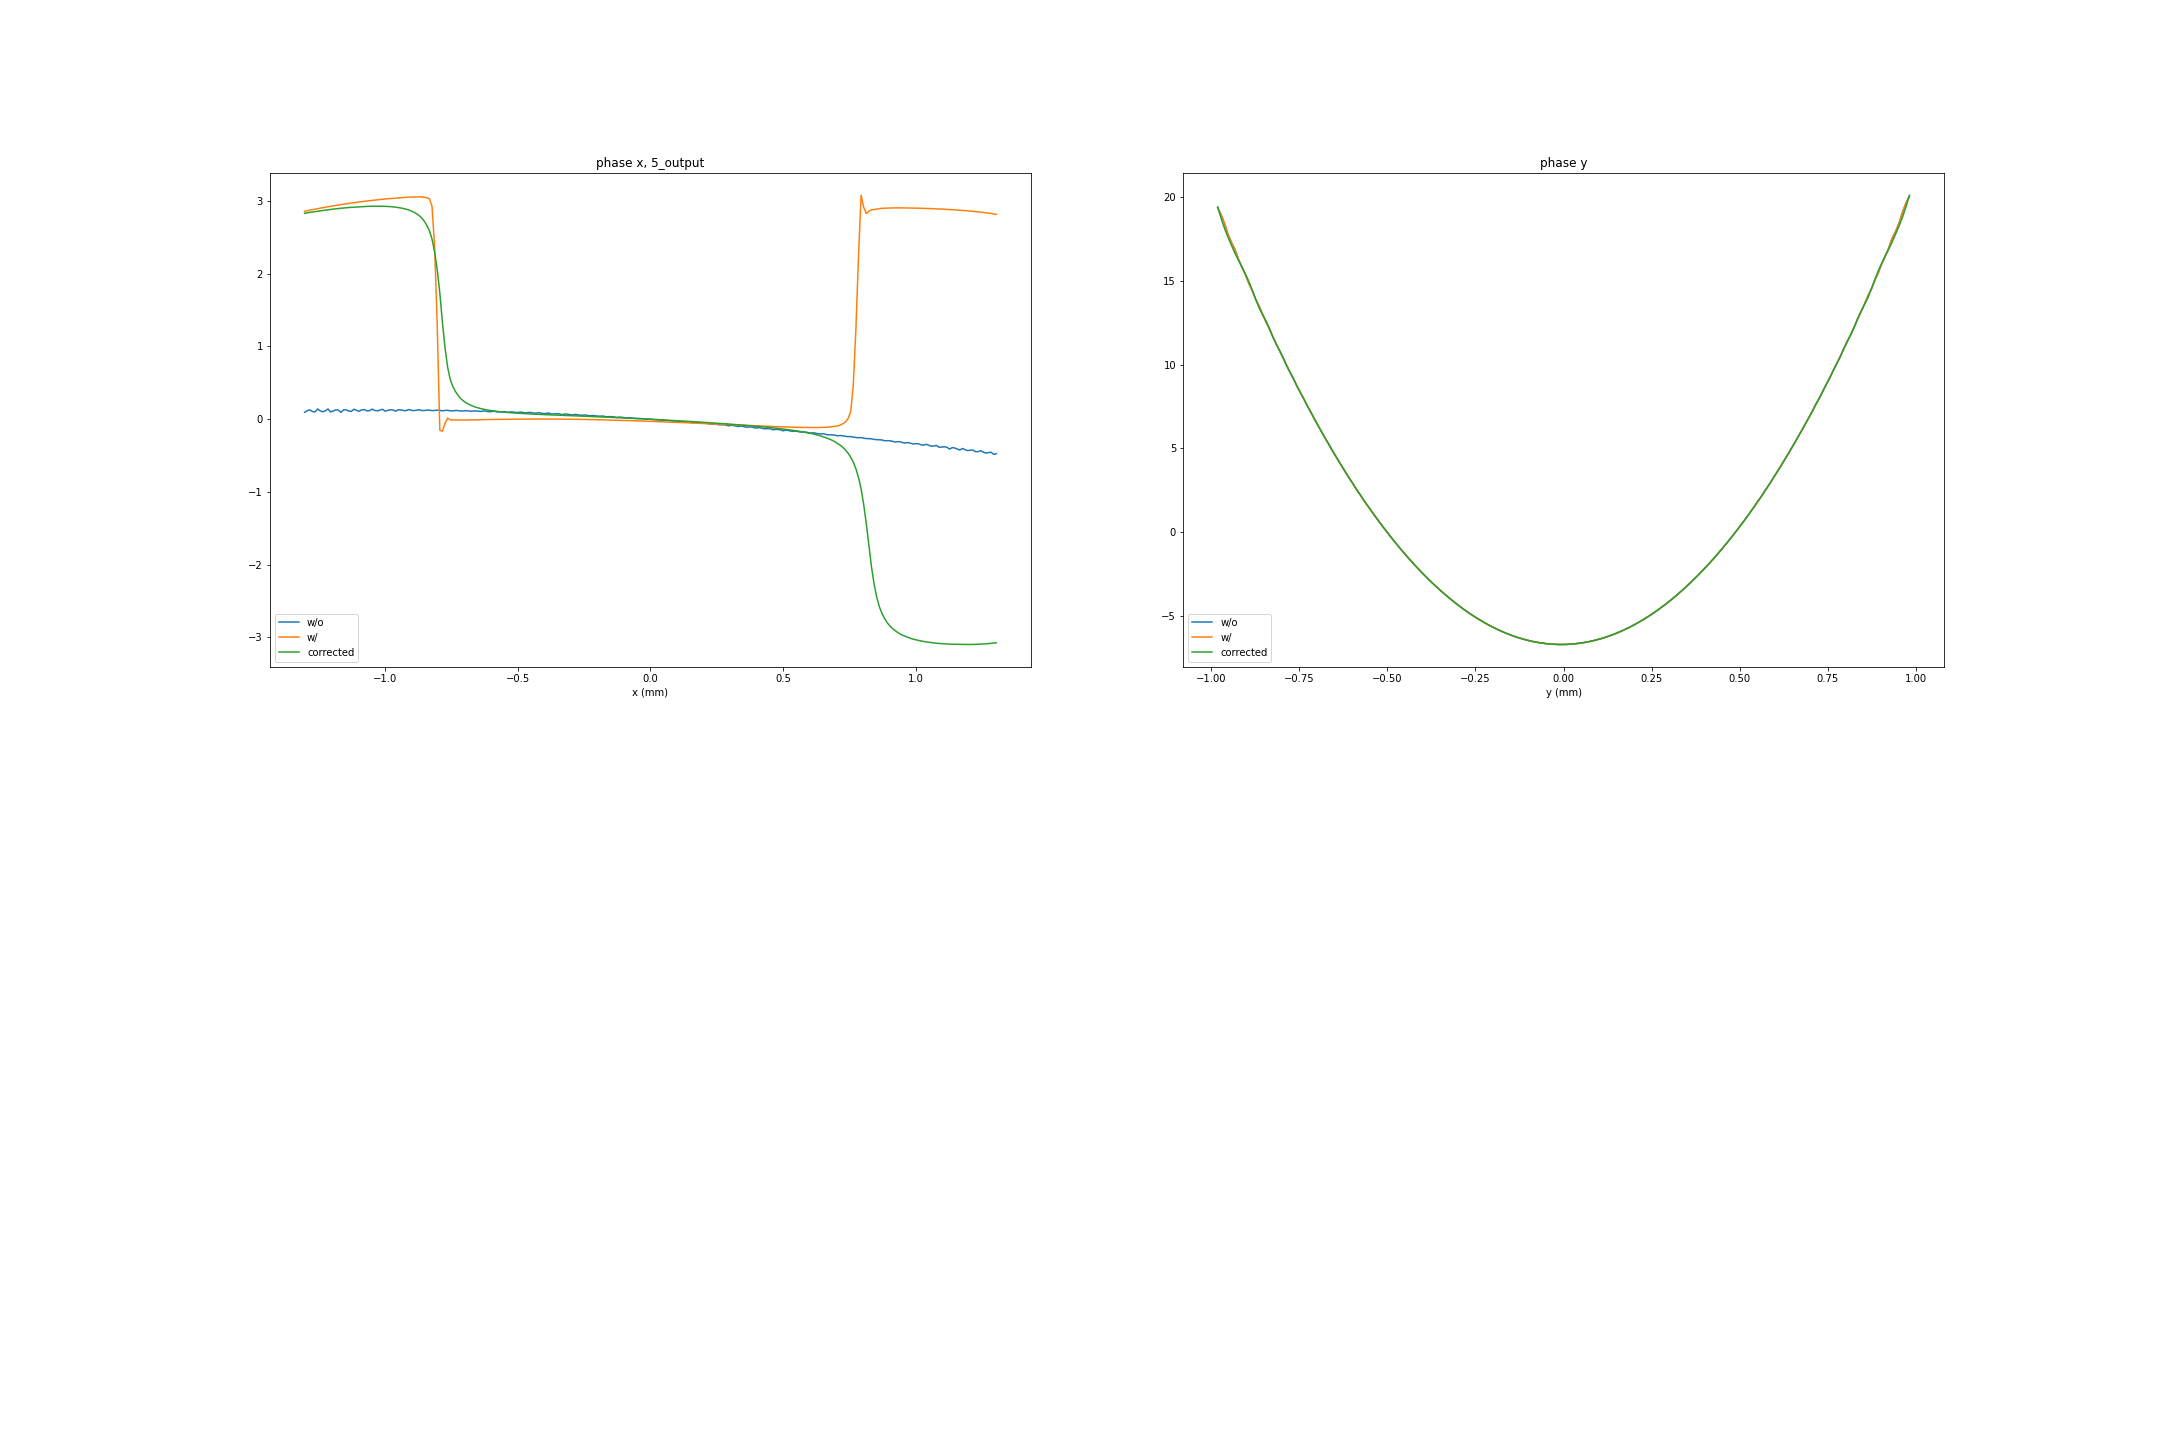 phase x, 5_output
3
2
1
0
−1
−2
−3
w/o
w/
corrected
−1.0 −0.5 0.0 0.5 1.0
x (mm)
phase y
20
15
10
5
0
−5
w/o
w/
corrected
−1.00 −0.75 −0.50 −0.25 0.00 0.25 0.50 0.75 1.00
y (mm)